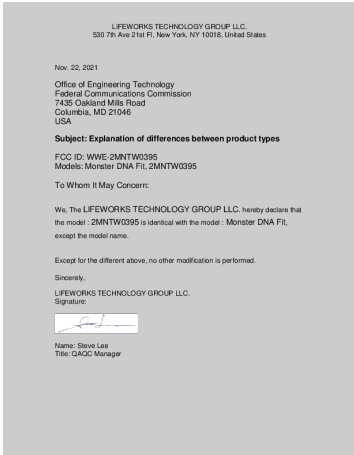 LIFEWORKS TECHNOLOGY GROUP LLC.
530 7th Ave 21st Fl, New York, NY 10018, United States
Nov. 22, 2021
Office of Engineering Technology
Federal Communications Commission
7435 Oakland Mills Road
Columbia, MD 21046
USA
Subject: Explanation of differences between product types
FCC ID: WWE-2MNTW0395
Models: Monster DNA Fit, 2MNTW0395
To Whom It May Concern:
We, The LIFEWORKS TECHNOLOGY GROUP LLC. hereby declare that
the model : 2MNTW0395 is identical with the model : Monster DNA Fit,
except the model name.
Except for the different above, no other modification is performed.
Sincerely,
LIFEWORKS TECHNOLOGY GROUP LLC.
Signature:
Name: Steve Lee
Title: QAQC Manager